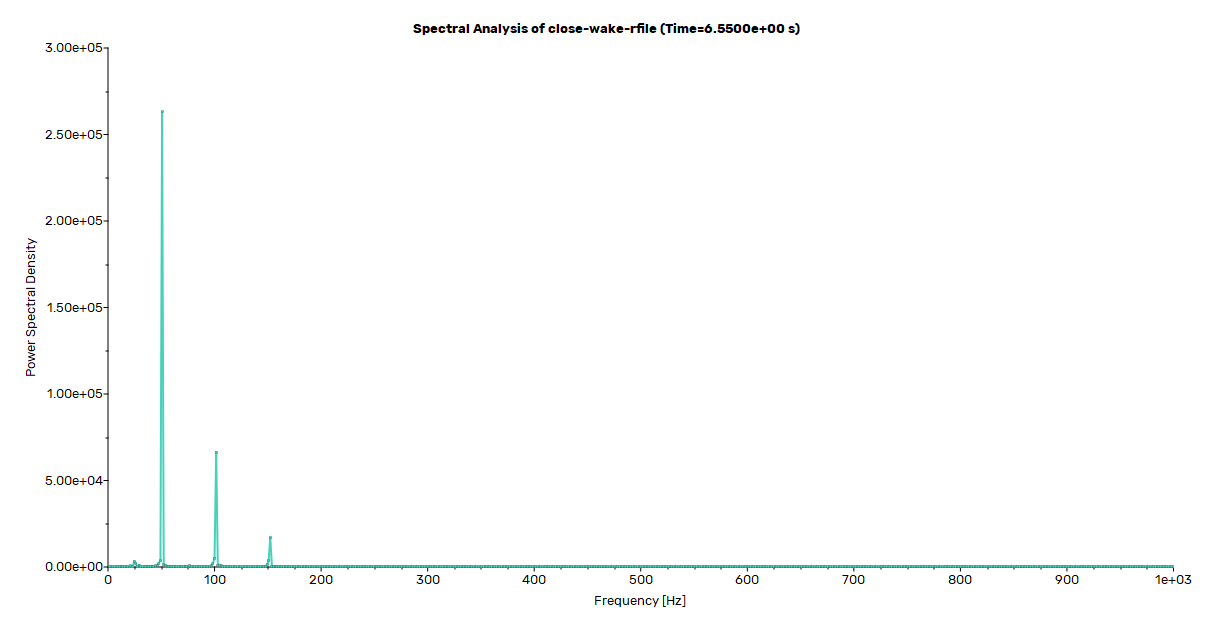 Spectral Analysis of close-wake-rfile (Time=6.5500e+00 s)
3.00e+05
2.50e+05
2.00e+05
1.50e+05
1.00e+05
5.00e+04
0.00e+00
Power Spectral Density
0 100 200 300 400 500 600 700 800 900 1e+03
Frequency [Hz]